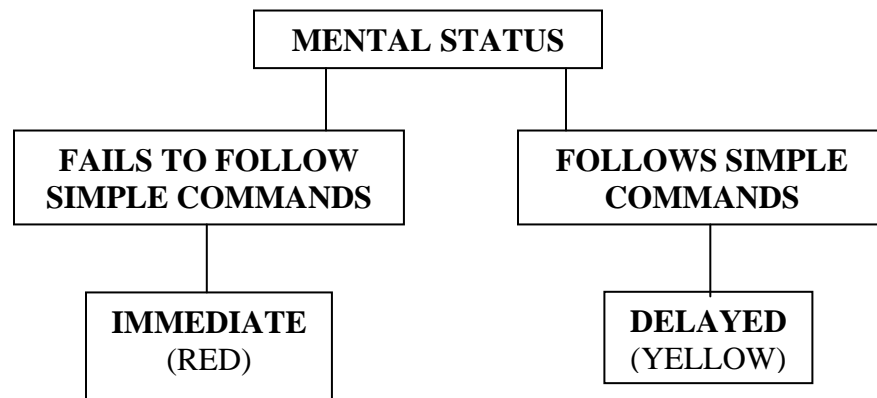 MENTAL STATUS
FAILS TO FOLLOW
SIMPLE COMMANDS
FOLLOWS SIMPLE
COMMANDS
IMMEDIATE
(RED)
DELAYED
(YELLOW)